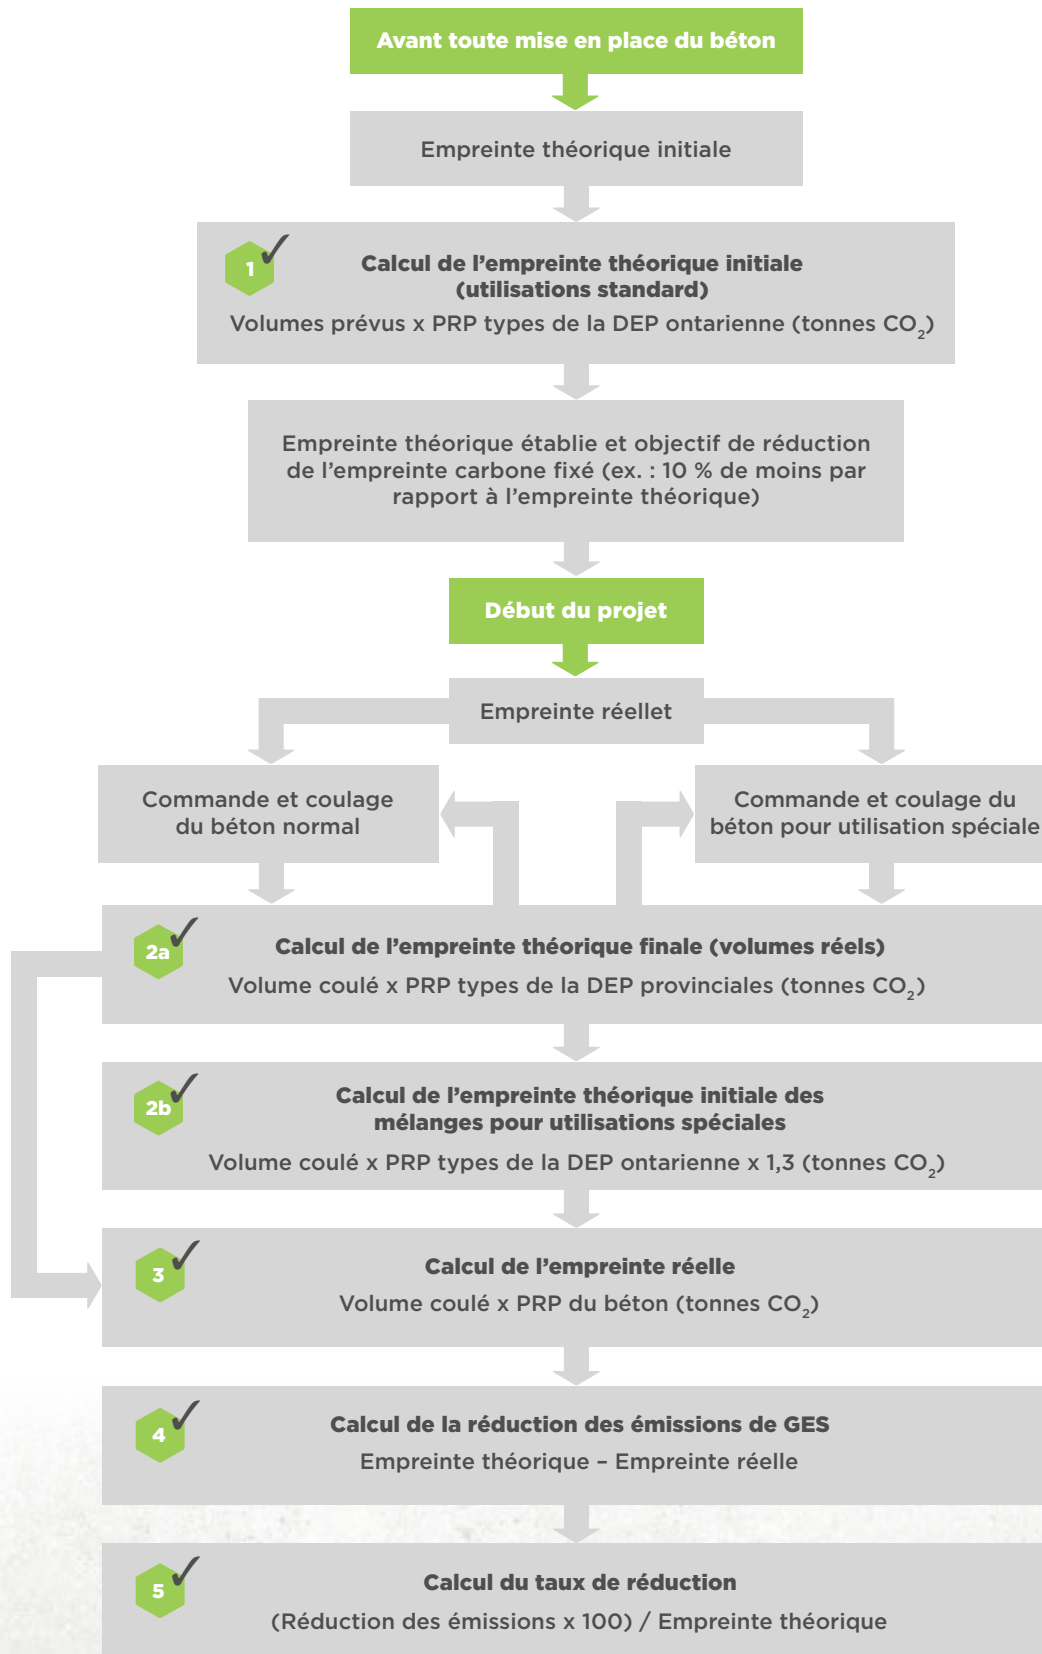 Avant toute mise en place du béton
Empreinte théorique initiale
1
Calcul de l’empreinte théorique initiale
(utilisations standard)
Volumes prévus x PRP types de la DEP ontarienne (tonnes CO₂)
Empreinte théorique établie et objectif de réduction
de l’empreinte carbone fixé (ex. : 10 % de moins par
rapport à l’empreinte théorique)
Début du projet
Empreinte réellet
Commande et coulage
du béton normal
Commande et coulage du
béton pour utilisation spéciale
2a
Calcul de l’empreinte théorique finale (volumes réels)
Volume coulé x PRP types de la DEP provinciales (tonnes CO₂)
2b
Calcul de l’empreinte théorique initiale des
mélanges pour utilisations spéciales
Volume coulé x PRP types de la DEP ontarienne x 1,3 (tonnes CO₂)
3
Calcul de l’empreinte réelle
Volume coulé x PRP du béton (tonnes CO₂)
4
Calcul de la réduction des émissions de GES
Empreinte théorique – Empreinte réelle
5
Calcul du taux de réduction
(Réduction des émissions x 100) / Empreinte théorique